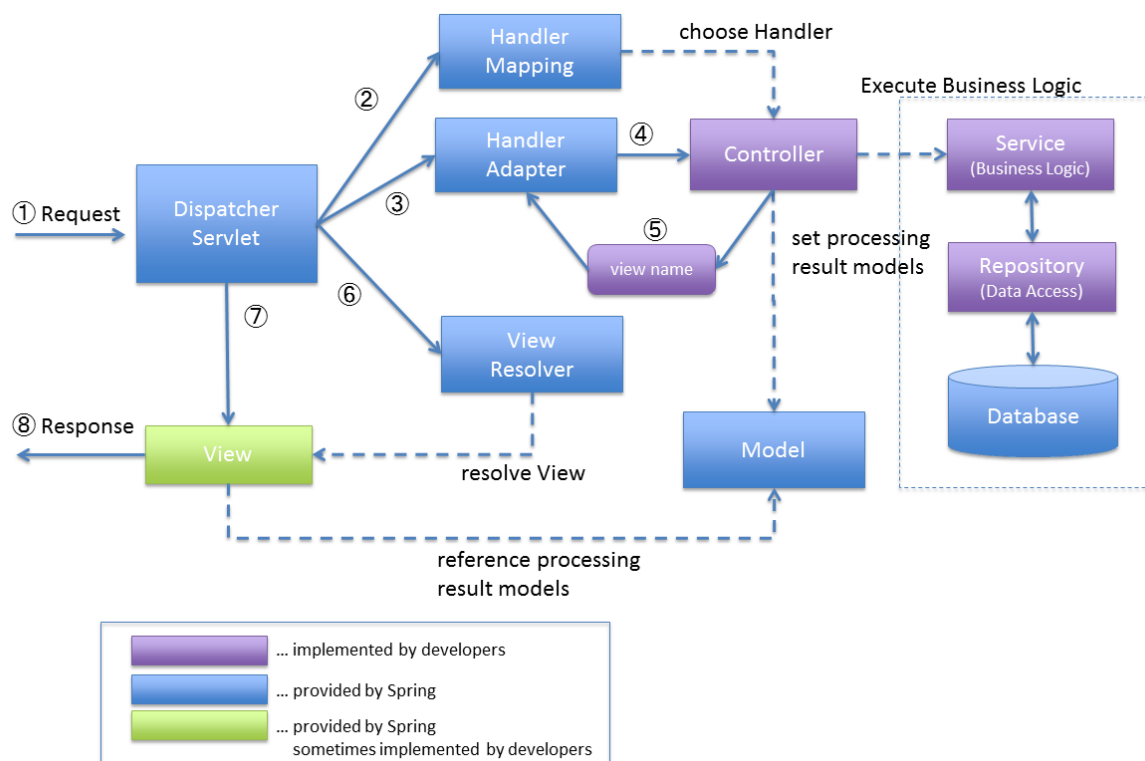 Handler
Mapping
choose Handler
Execute Business Logic
②
Handler
Adapter
④
Controller
Service
(Business Logic)
① Request
Dispatcher
Servlet
③
⑤
view name
set processing
result models
Repository
(Data Access)
⑥
⑦
View
Resolver
⑧ Response
View
resolve View
Model
Database
reference processing
result models
... implemented by developers
... provided by Spring
... provided by Spring
sometimes implemented by developers